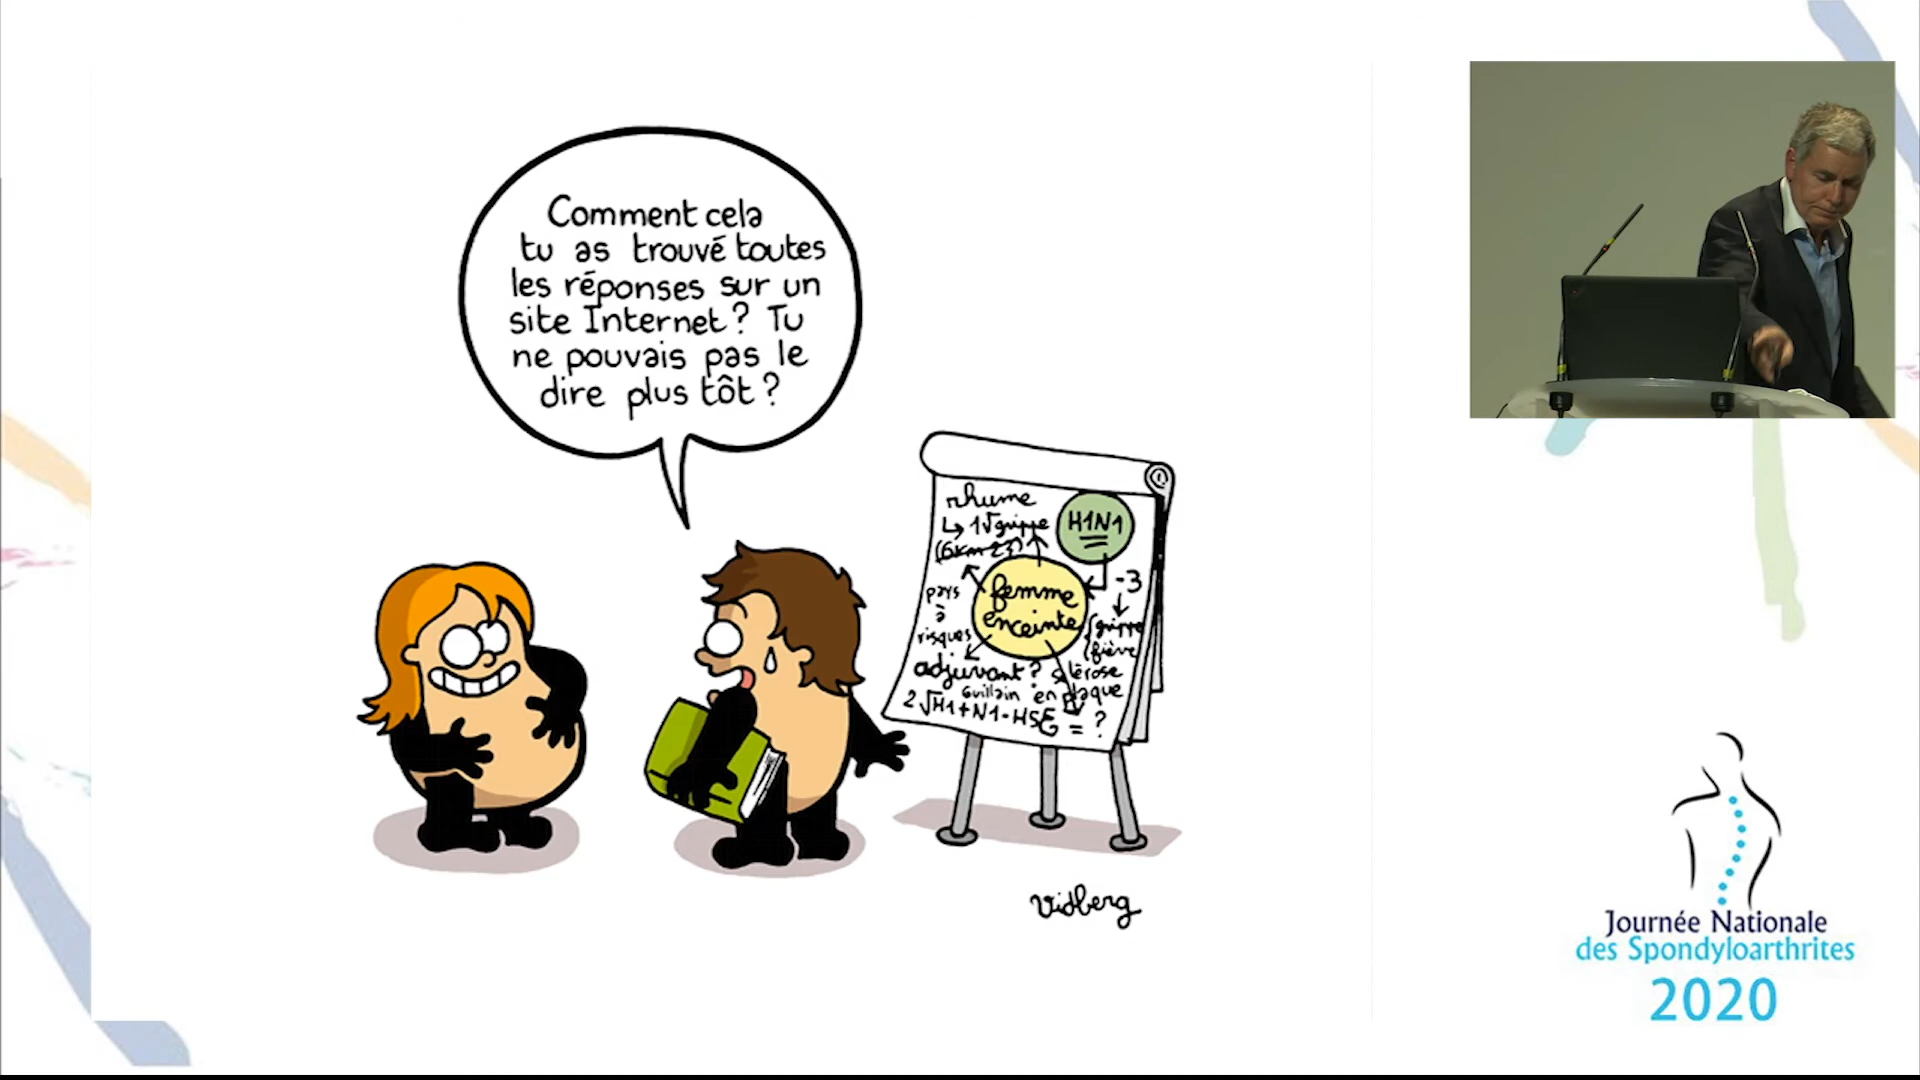 Comment cela
tu as trouvé toutes
les réponses sur un
site Internet ? Tu
ne pouvais pas le
dire plus tôt ?
rhume
↳ 1√grippe
H1N1
-3
femme
enceinte
pays
à
risques
grippe
fièvre
adjuvant ? sclérose
Guillain en plaque
= ?
Vidberg
Journée Nationale
des Spondyloarthrites
2020